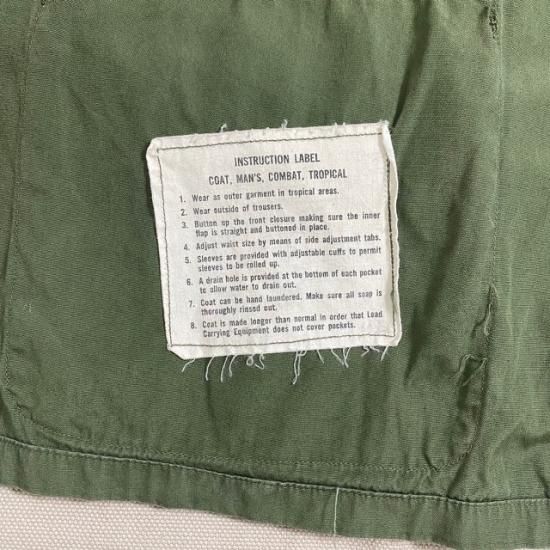 INSTRUCTION LABEL
COAT, MAN'S, COMBAT, TROPICAL
1. Wear as outer garment in tropical areas.
2. Wear outside of trousers.
3. Button up the front closure making sure the inner
flap is straight and buttoned in place.
4. Adjust waist size by means of side adjustment tabs.
5. Sleeves are provided with adjustable cuffs to permit
sleeves to be rolled up.
6. A drain hole is provided at the bottom of each pocket
to allow water to drain out.
7. Coat can be hand laundered. Make sure all soap is
thoroughly rinsed out.
8. Coat is made longer than normal in order that Load
Carrying Equipment does not cover pockets.